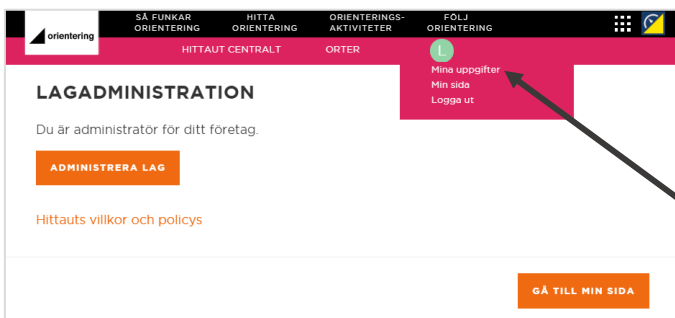 orientering
SÅ FUNKAR
ORIENTERING
HITTA
ORIENTERING
ORIENTERINGS-
AKTIVITETER
FÖLJ
ORIENTERING
HITTAUT CENTRALT
ORTER
L
Mina uppgifter
Min sida
Logga ut
LAGADMINISTRATION
Du är administratör för ditt företag.
ADMINISTRERA LAG
Hittauts villkor och policys
GÅ TILL MIN SIDA